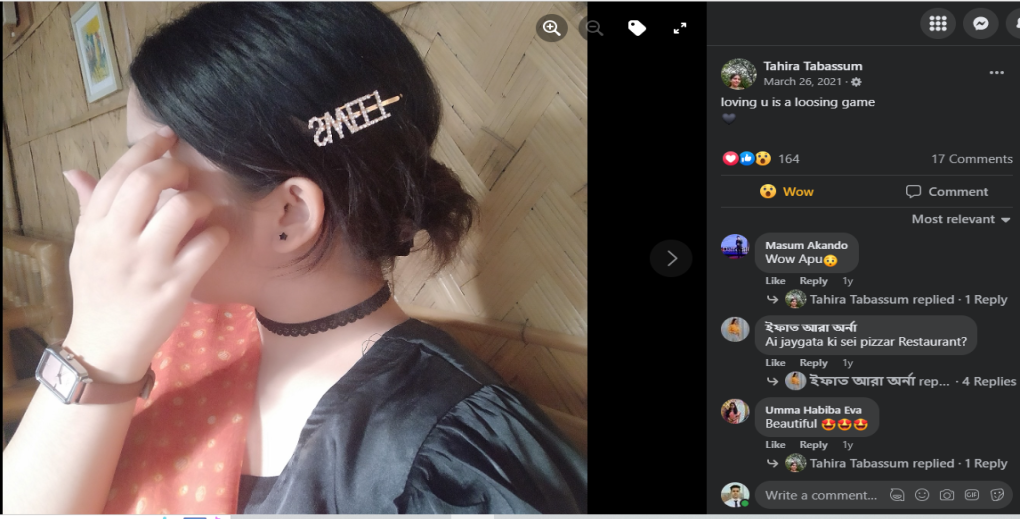 SWEET
Tahira Tabassum
March 26, 2021 ·
loving u is a loosing game
🖤
164
17 Comments
Wow
Comment
Most relevant
Masum Akando
Wow Apu😧
Like Reply 1y
Tahira Tabassum replied · 1 Reply
ইফাত আরা অর্না
Ai jaygata ki sei pizzar Restaurant?
Like Reply 1y
ইফাত আরা অর্না rep... · 4 Replies
Umma Habiba Eva
Beautiful 🤩🤩🤩
Like Reply 1y
Tahira Tabassum replied · 1 Reply
Write a comment...
GIF